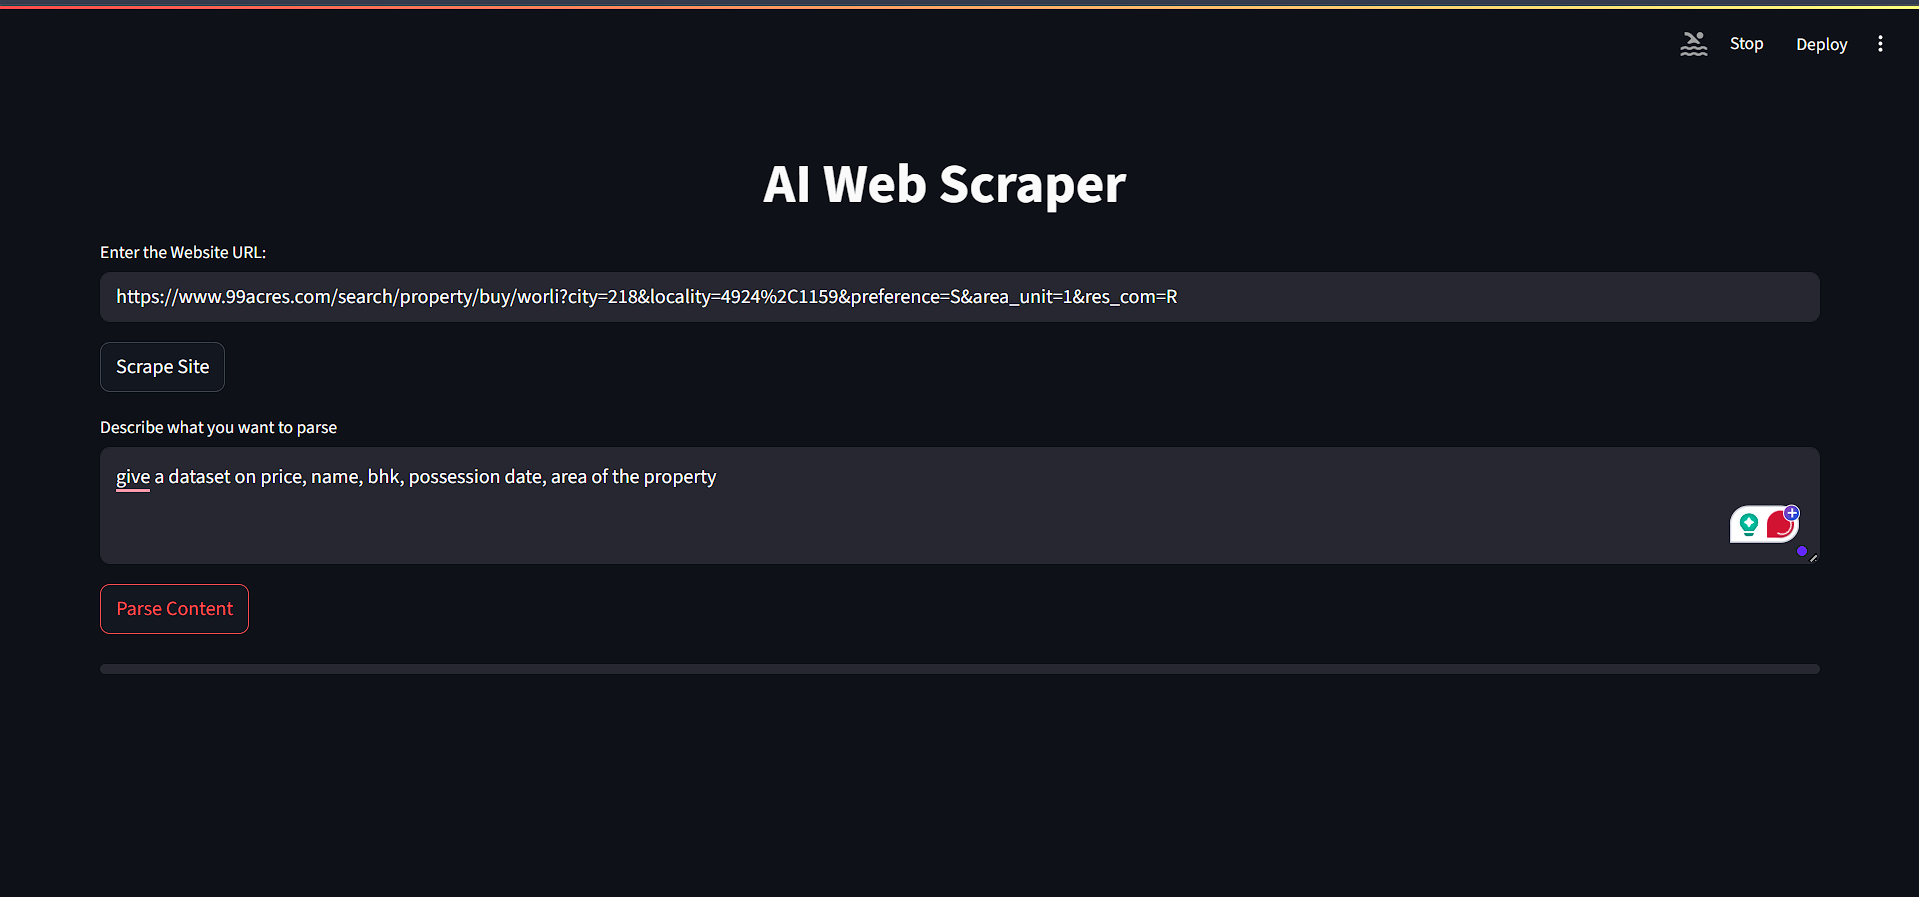 Stop Deploy
AI Web Scraper
Enter the Website URL:
https://www.99acres.com/search/property/buy/worli?city=218&locality=4924%2C1159&preference=S&area_unit=1&res_com=R
Scrape Site
Describe what you want to parse
give a dataset on price, name, bhk, possession date, area of the property
Parse Content